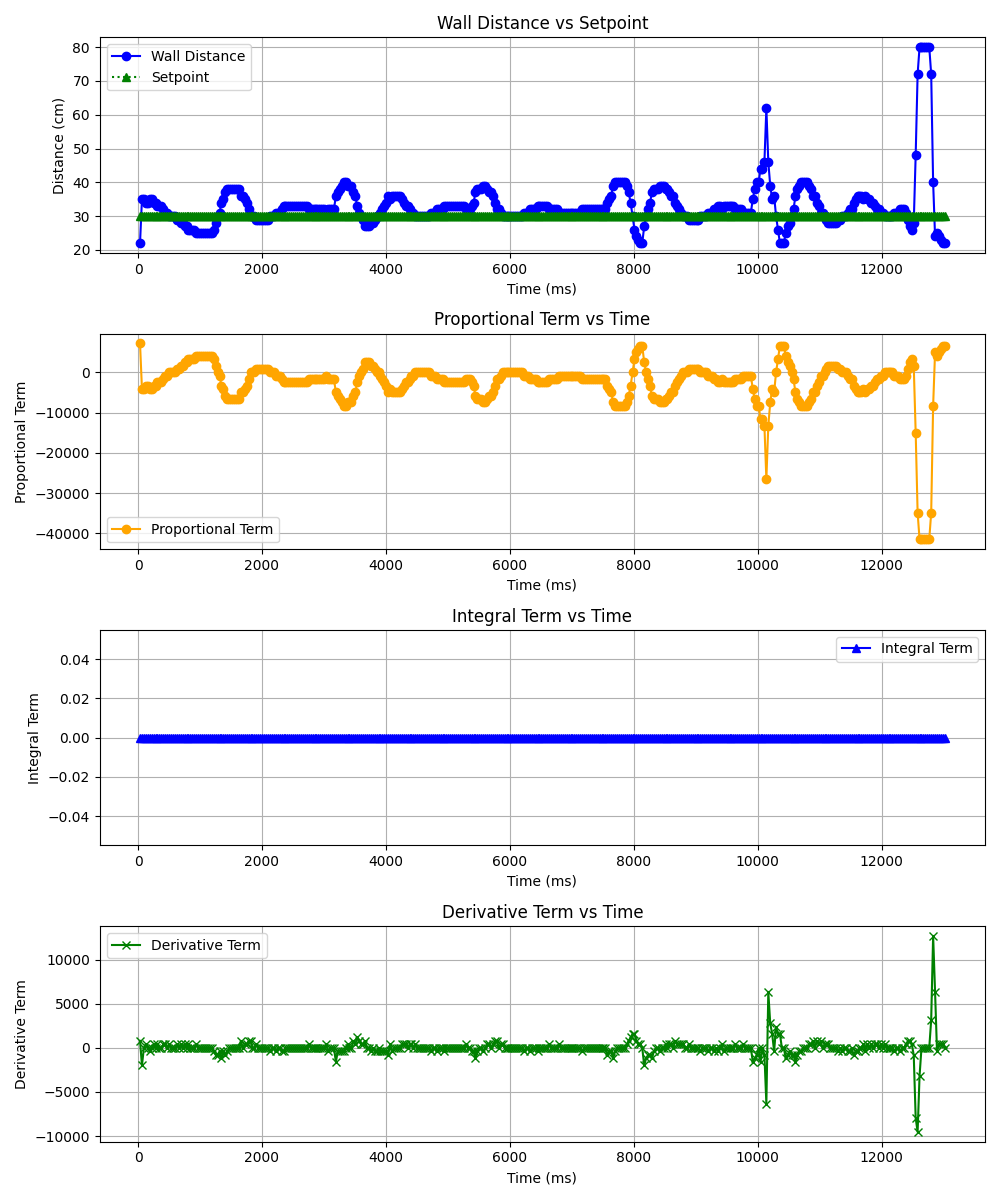 Wall Distance vs Setpoint
Distance (cm)
80
70
60
50
40
30
20
Wall Distance
Setpoint
0 2000 4000 6000 8000 10000 12000
Time (ms)
Proportional Term vs Time
Proportional Term
0
−10000
−20000
−30000
−40000
Proportional Term
0 2000 4000 6000 8000 10000 12000
Time (ms)
Integral Term vs Time
Integral Term
0.04
0.02
0.00
−0.02
−0.04
Integral Term
0 2000 4000 6000 8000 10000 12000
Time (ms)
Derivative Term vs Time
Derivative Term
10000
5000
0
−5000
−10000
Derivative Term
0 2000 4000 6000 8000 10000 12000
Time (ms)